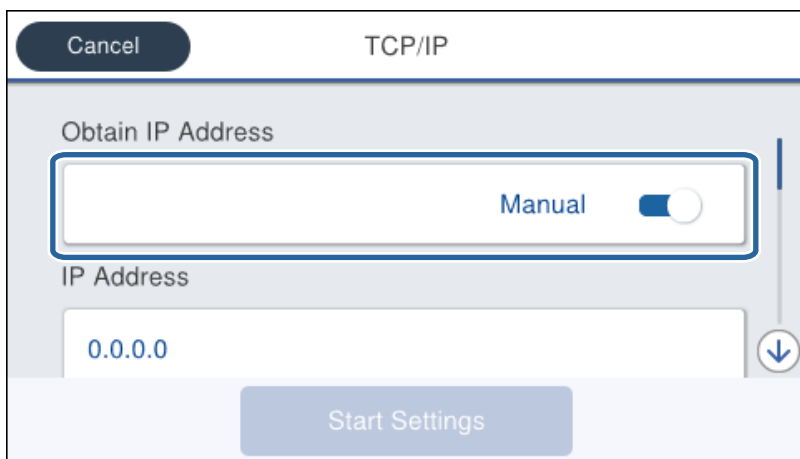 Cancel
TCP/IP
Obtain IP Address
Manual
IP Address
0.0.0.0
Start Settings